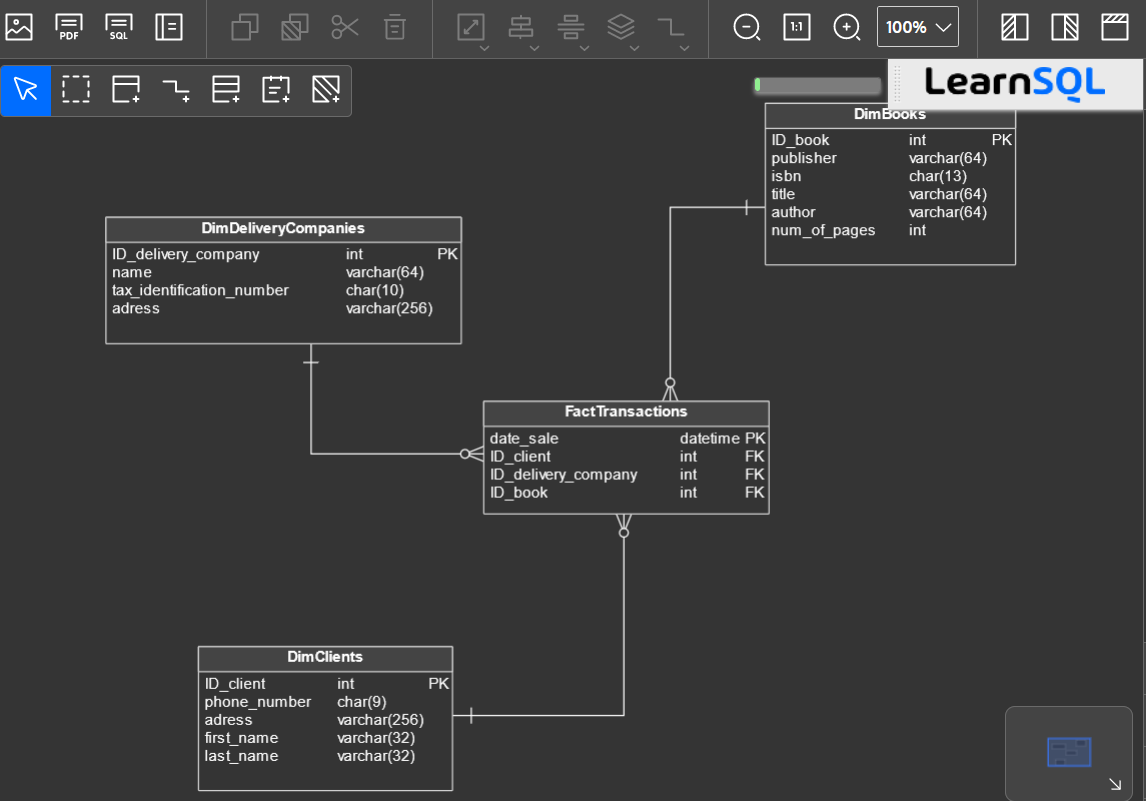 PDF
SQL
1:1
100%
LearnSQL
DimBooks
ID_book int PK
publisher varchar(64)
isbn char(13)
title varchar(64)
author varchar(64)
num_of_pages int
DimDeliveryCompanies
ID_delivery_company int PK
name varchar(64)
tax_identification_number char(10)
adress varchar(256)
FactTransactions
date_sale datetime PK
ID_client int FK
ID_delivery_company int FK
ID_book int FK
DimClients
ID_client int PK
phone_number char(9)
adress varchar(256)
first_name varchar(32)
last_name varchar(32)